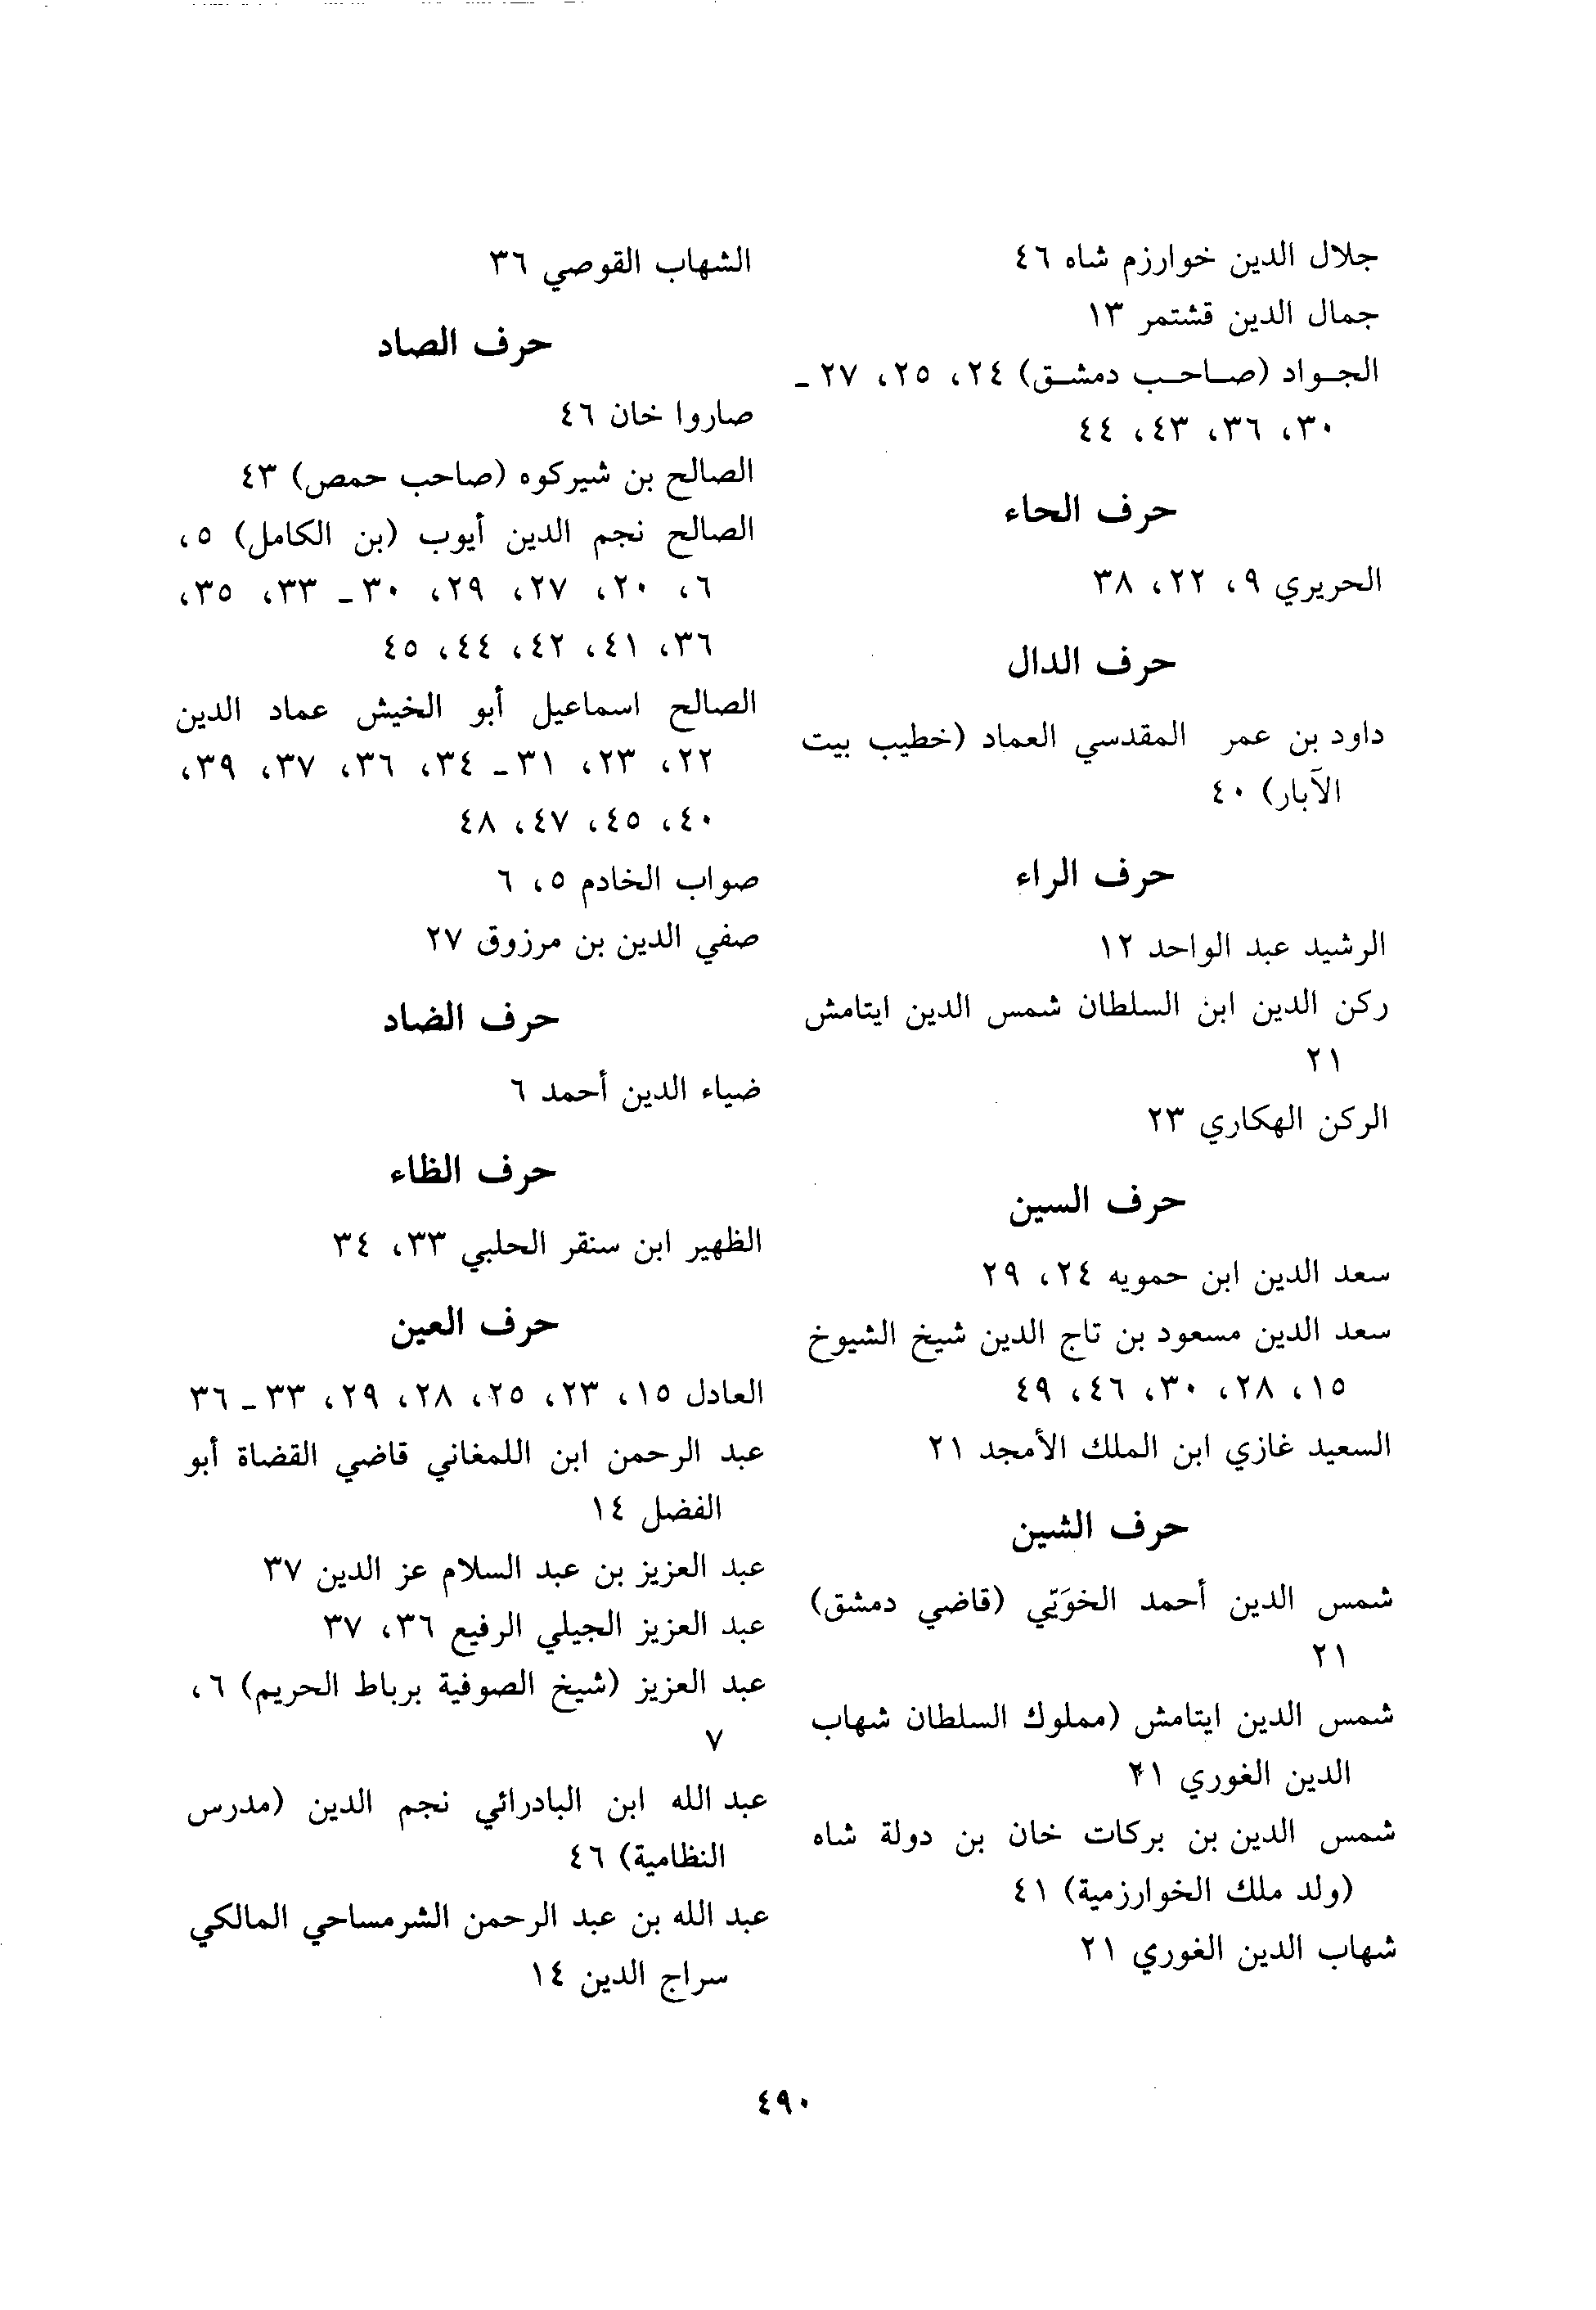 جلال الدين خوارزم شاه ٤٦
جمال الدين قشتمر ١٣
الجواد (صاحب دمشق) ٢٤، ٢٥، ٢٧ ـ
٣٠، ٣٦، ٤٣، ٤٤
حرف الحاء
الحريري ٩، ٢٢، ٣٨
حرف الدال
داود بن عمر المقدسي العماد (خطيب بيت
الآبار) ٤٠
حرف الراء
الرشيد عبد الواحد ١٢
ركن الدين ابن السلطان شمس الدين ايتامش
٢١
الركن الهكاري ٢٣
حرف السين
سعد الدين ابن حمويه ٢٤، ٢٩
سعد الدين مسعود بن تاج الدين شيخ الشيوخ
١٥، ٢٨، ٣٠، ٤٦، ٤٩
السعيد غازي ابن الملك الأمجد ٢١
حرف الشين
شمس الدين أحمد الخوَيّي (قاضي دمشق)
٢١
شمس الدين ايتامش (مملوك السلطان شهاب
الدين الغوري ٢١
شمس الدين بن بركات خان بن دولة شاه
(ولد ملك الخوارزمية) ٤١
شهاب الدين الغوري ٢١
الشهاب القوصي ٣٦
حرف الصاد
صاروا خان ٤٦
الصالح بن شيركوه (صاحب حمص) ٤٣
الصالح نجم الدين أيوب (بن الكامل) ٥،
٦، ٢٠، ٢٧، ٢٩، ٣٠ ـ ٣٣، ٣٥،
٣٦، ٤١، ٤٢، ٤٤، ٤٥
الصالح اسماعيل أبو الخيش عماد الدين
٢٢، ٢٣، ٣١ ـ ٣٤، ٣٦، ٣٧، ٣٩،
٤٠، ٤٥، ٤٧، ٤٨
صواب الخادم ٥، ٦
صفي الدين بن مرزوق ٢٧
حرف الضاد
ضياء الدين أحمد ٦
حرف الظاء
الظهير ابن سنقر الحلبي ٣٣، ٣٤
حرف العين
العادل ١٥، ٢٣، ٢٥، ٢٨، ٢٩، ٣٣ ـ ٣٦
عبد الرحمن ابن اللمغاني قاضي القضاة أبو
الفضل ١٤
عبد العزيز بن عبد السلام عز الدين ٣٧
عبد العزيز الجيلي الرفيع ٣٦، ٣٧
عبد العزيز (شيخ الصوفية برباط الحريم) ٦،
٧
عبد الله ابن البادرائي نجم الدين (مدرس
النظامية) ٤٦
عبد الله بن عبد الرحمن الشرمساحي المالكي
سراج الدين ١٤
٤٩٠